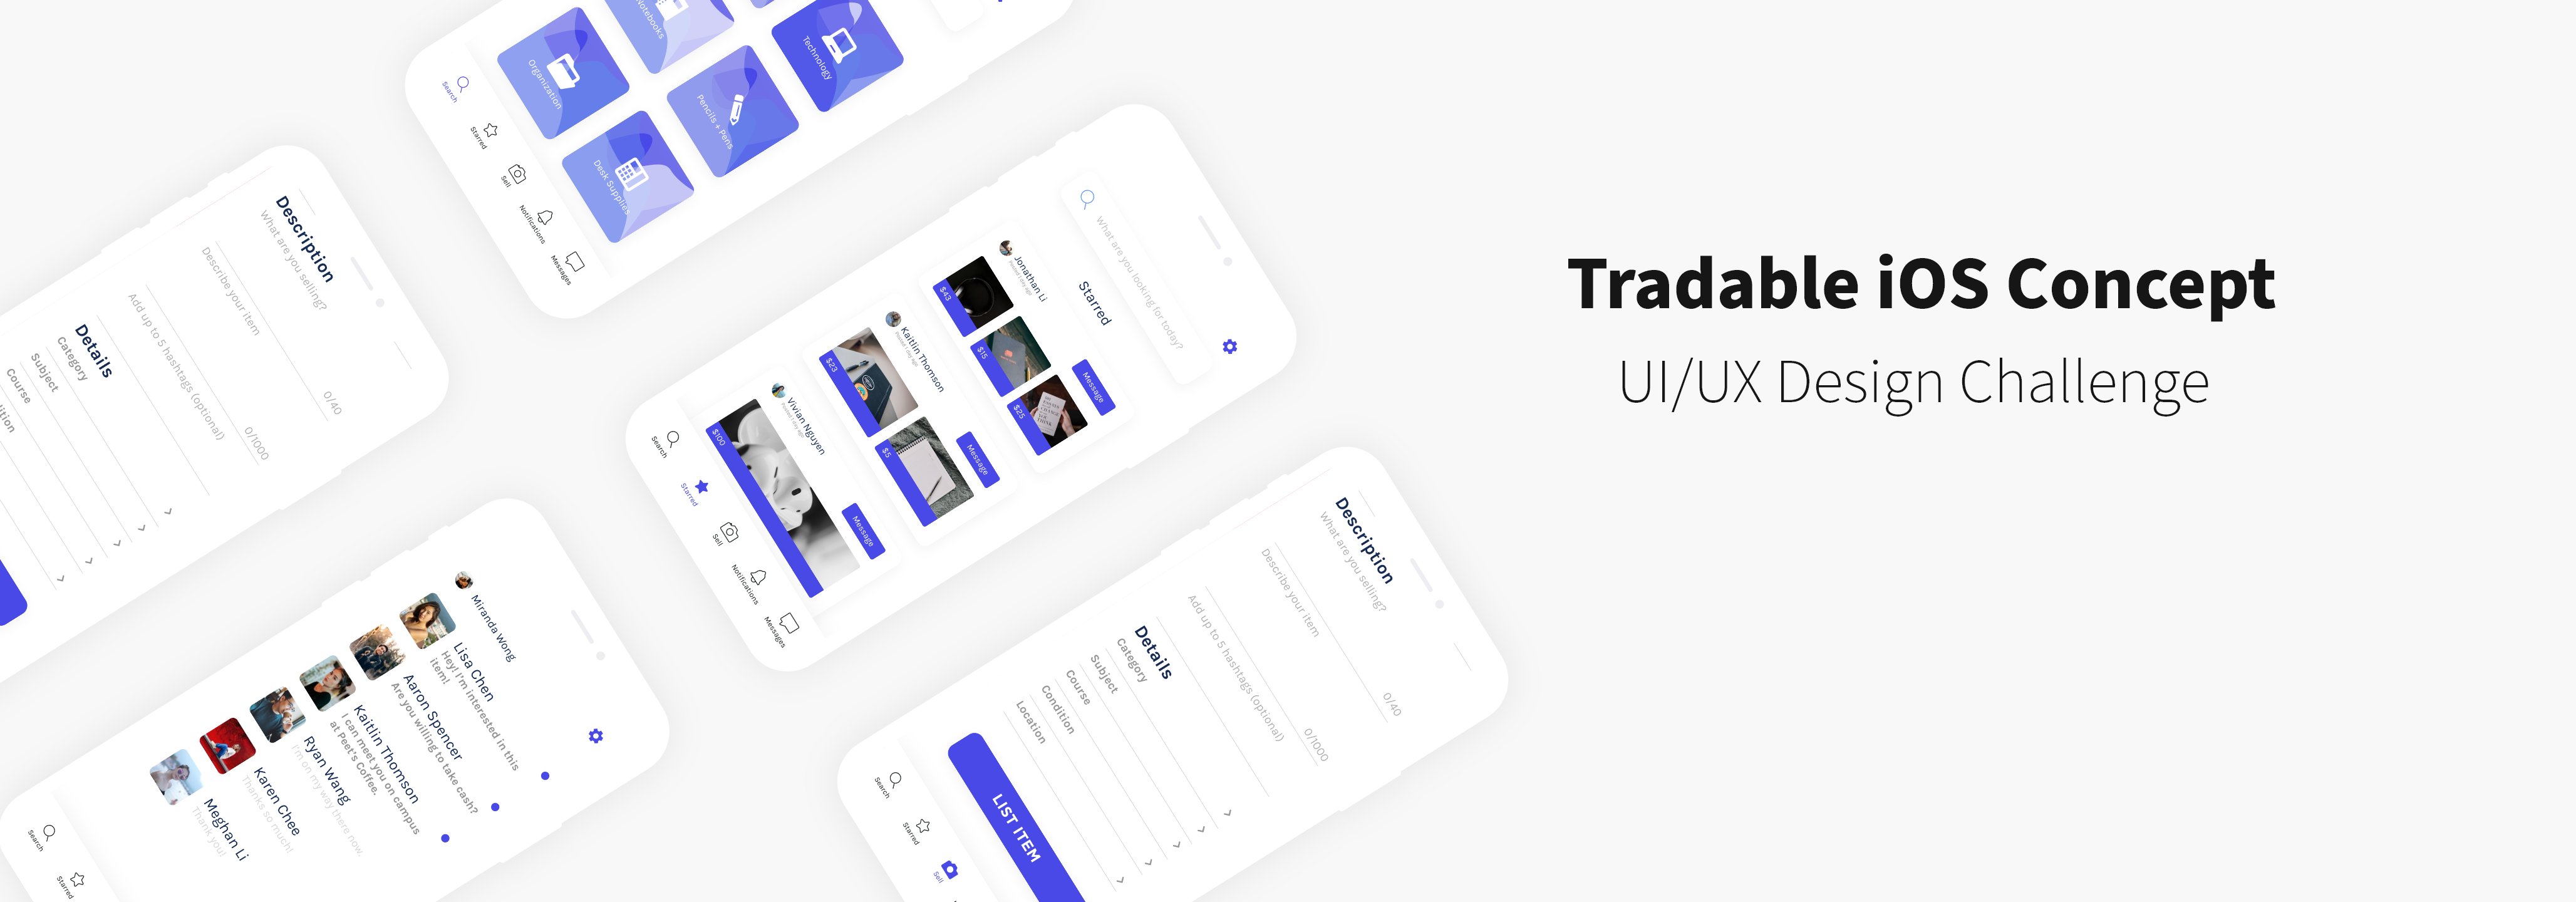 Tradable iOS Concept
UI/UX Design Challenge
Organization
Notebooks
Technology
Pencils + Pens
Desk Supplies
Search
Starred
Sell
Notifications
Messages
Description
What are you selling?
0/40
Describe your item
0/1000
Add up to 5 hashtags (optional)
Details
Category
Subject
Course
What are you looking for today?
Starred
Jonathan Li
$43
$15
$25
Message
Kaitlin Thomson
$23
$5
Message
Vivian Nguyen
$100
Message
Search
Starred
Sell
Notifications
Messages
Miranda Wong
Lisa Chen
Hey! I'm interested in this
item!
Aaron Spencer
Are you willing to take cash?
Kaitlin Thomson
I can meet you on campus
at Peet's Coffee.
Ryan Wang
I'm on my way there now.
Karen Chee
Thanks so much!
Meghan Li
Thank you!
Search
Starred
Description
What are you selling?
0/40
Describe your item
0/1000
Add up to 5 hashtags (optional)
Details
Category
Subject
Course
Condition
Location
LIST ITEM
Search
Starred
Sell